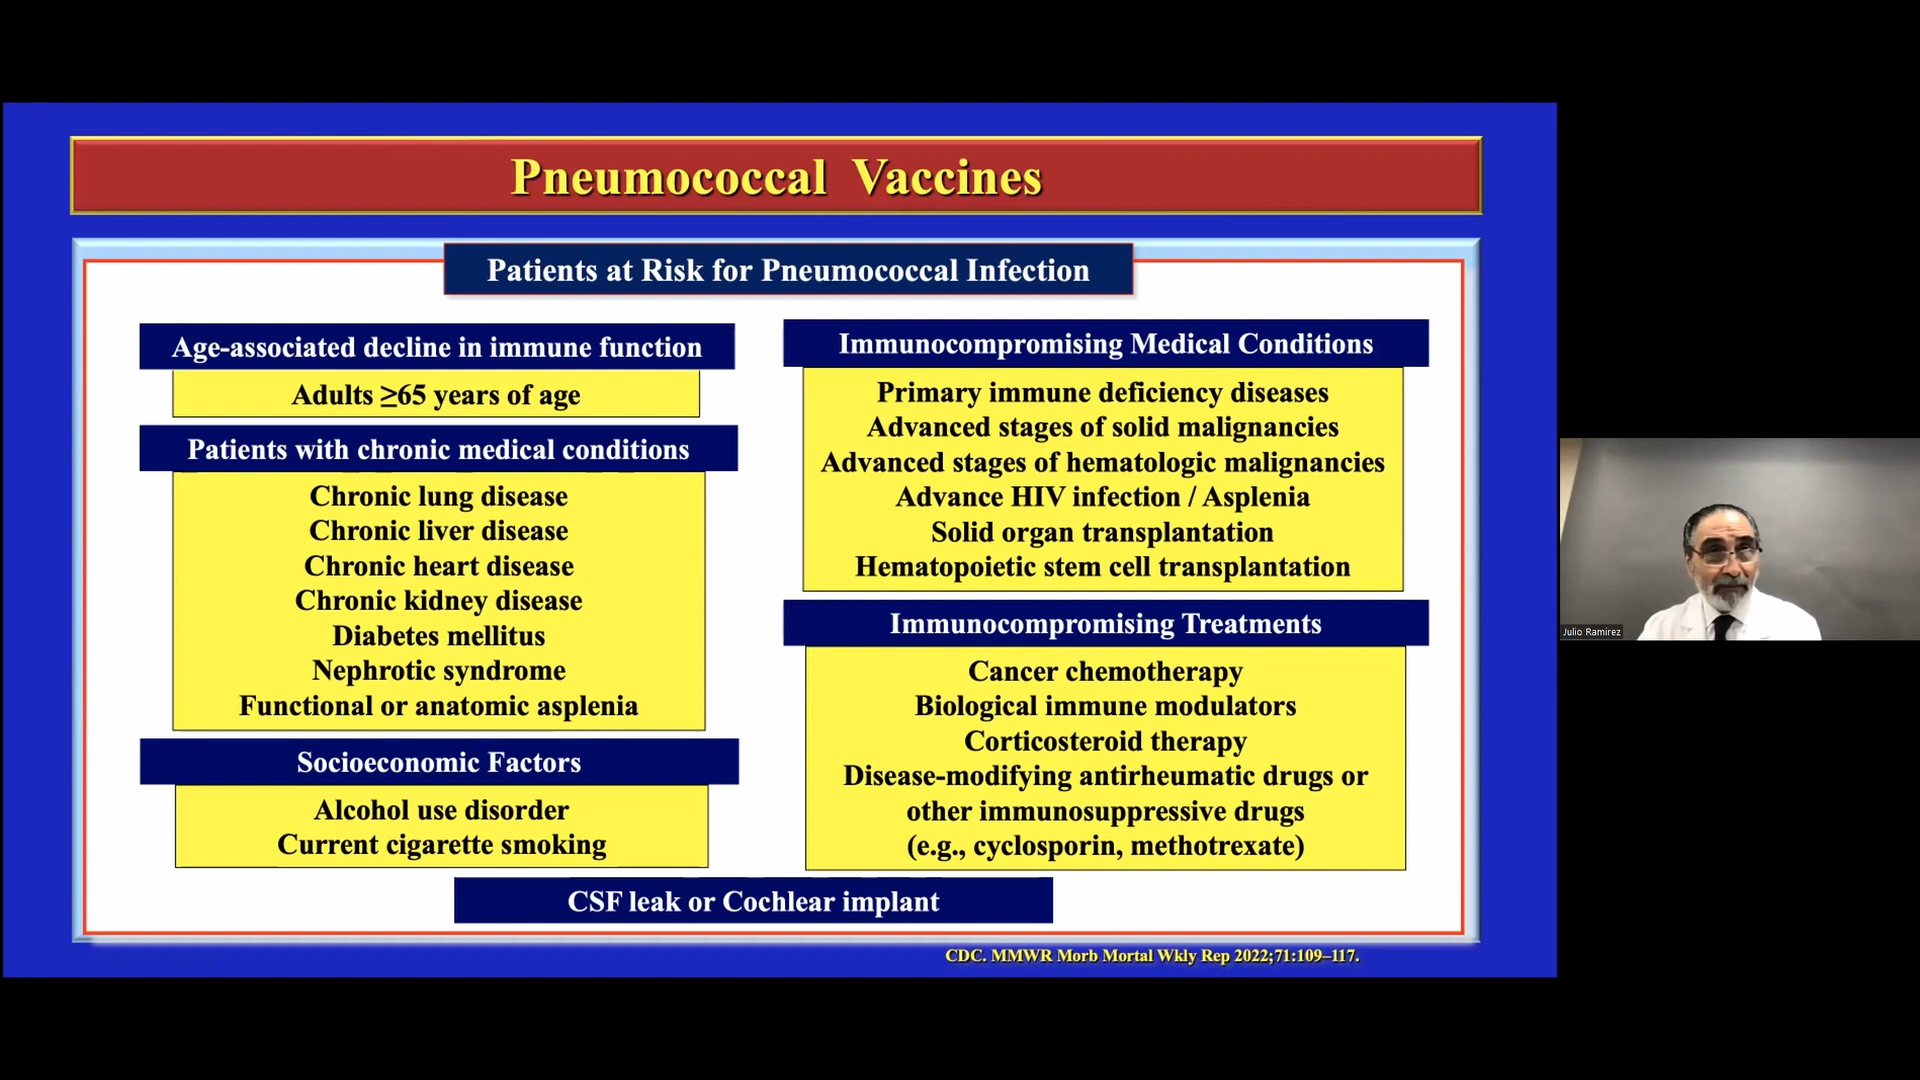 Pneumococcal Vaccines
Patients at Risk for Pneumococcal Infection
Age-associated decline in immune function
Adults ≥65 years of age
Patients with chronic medical conditions
Chronic lung disease
Chronic liver disease
Chronic heart disease
Chronic kidney disease
Diabetes mellitus
Nephrotic syndrome
Functional or anatomic asplenia
Socioeconomic Factors
Alcohol use disorder
Current cigarette smoking
Immunocompromising Medical Conditions
Primary immune deficiency diseases
Advanced stages of solid malignancies
Advanced stages of hematologic malignancies
Advance HIV infection / Asplenia
Solid organ transplantation
Hematopoietic stem cell transplantation
Immunocompromising Treatments
Cancer chemotherapy
Biological immune modulators
Corticosteroid therapy
Disease-modifying antirheumatic drugs or
other immunosuppressive drugs
(e.g., cyclosporin, methotrexate)
CSF leak or Cochlear implant
CDC. MMWR Morb Mortal Wkly Rep 2022;71:109–117.
Julio Ramirez